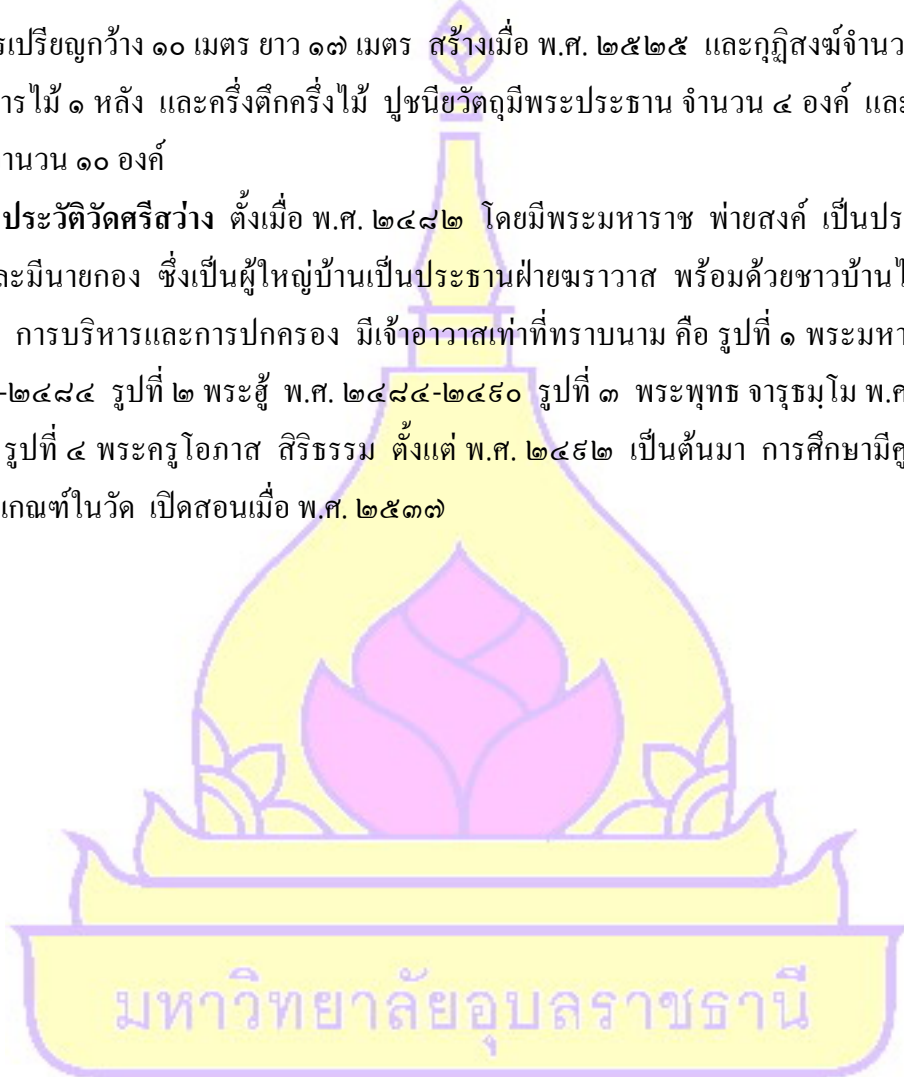 รเปรียญกว้าง ๑๐ เมตร ยาว ๑๗ เมตร สร้างเมื่อ พ.ศ. ๒๕๒๕ และกุฏิสงฆ์จำนว
ารไม้ ๑ หลัง และครึ่งตึกครึ่งไม้ ปูชนียวัตถุมีพระประธาน จำนวน ๔ องค์ และ
ำนวน ๑๐ องค์
ประวัติวัดศรีสว่าง ตั้งเมื่อ พ.ศ. ๒๔๘๒ โดยมีพระมหาราช พ่ายสงค์ เป็นประ
ละมีนายกอง ซึ่งเป็นผู้ใหญ่บ้านเป็นประธานฝ่ายฆราวาส พร้อมด้วยชาวบ้านไ
การบริหารและการปกครอง มีเจ้าอาวาสเท่าที่ทราบนาม คือ รูปที่ ๑ พระมหา
-๒๔๘๔ รูปที่ ๒ พระฮู้ พ.ศ. ๒๔๘๔-๒๔๙๐ รูปที่ ๓ พระพุทธ จารุธมฺโม พ.ศ
รูปที่ ๔ พระครูโอภาส สิริธรรม ตั้งแต่ พ.ศ. ๒๔๙๒ เป็นต้นมา การศึกษามีศู
เกณฑ์ในวัด เปิดสอนเมื่อ พ.ศ. ๒๕๓๗
มหาวิทยาลัยอุบลราชธานี